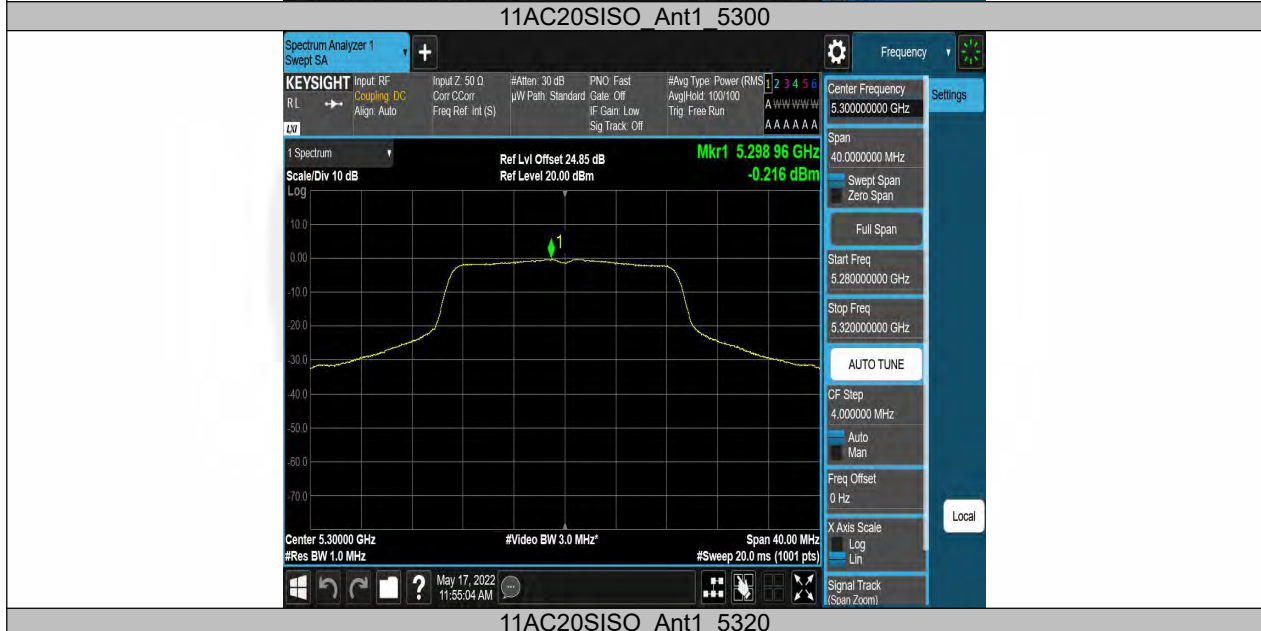 11AC20SISO_Ant1_5300
Spectrum Analyzer 1
Swept SA
Frequency
KEYSIGHT
RL
LXI
Input: RF
Coupling: DC
Align: Auto
Input Z: 50 Ω
Corr CCorr
Freq Ref: Int (S)
#Atten: 30 dB
µW Path: Standard
PNO: Fast
Gate: Off
IF Gain: Low
Sig Track: Off
#Avg Type: Power (RMS
Avg|Hold: 100/100
Trig: Free Run
1 2 3 4 5 6
A W W W W W
A A A A A A
Center Frequency
5.300000000 GHz
Settings
Span
40.0000000 MHz
Swept Span
Zero Span
Full Span
Start Freq
5.280000000 GHz
Stop Freq
5.320000000 GHz
AUTO TUNE
CF Step
4.000000 MHz
Auto
Man
Freq Offset
0 Hz
X Axis Scale
Log
Lin
Signal Track
(Span Zoom)
Local
1 Spectrum
Scale/Div 10 dB
Ref Lvl Offset 24.85 dB
Ref Level 20.00 dBm
Mkr1 5.298 96 GHz
-0.216 dBm
Log
10.0
0.00
-10.0
-20.0
-30.0
-40.0
-50.0
-60.0
-70.0
1
Center 5.30000 GHz
#Res BW 1.0 MHz
#Video BW 3.0 MHz*
Span 40.00 MHz
#Sweep 20.0 ms (1001 pts)
May 17, 2022
11:55:04 AM
11AC20SISO_Ant1_5320